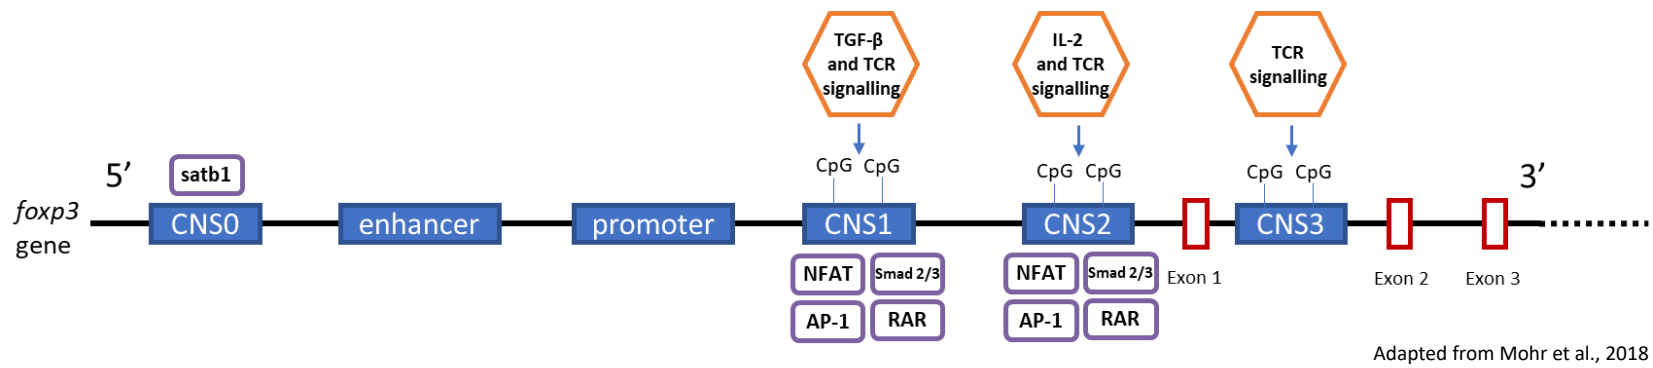 TGF-β
and TCR
signalling
IL-2
and TCR
signalling
TCR
signalling
CpG CpG
CpG CpG
CpG CpG
5’
3’
satb1
foxp3
gene
CNS0
enhancer
promoter
CNS1
CNS2
CNS3
NFAT
Smad 2/3
AP-1
RAR
NFAT
Smad 2/3
AP-1
RAR
Exon 1
Exon 2
Exon 3
Adapted from Mohr et al., 2018